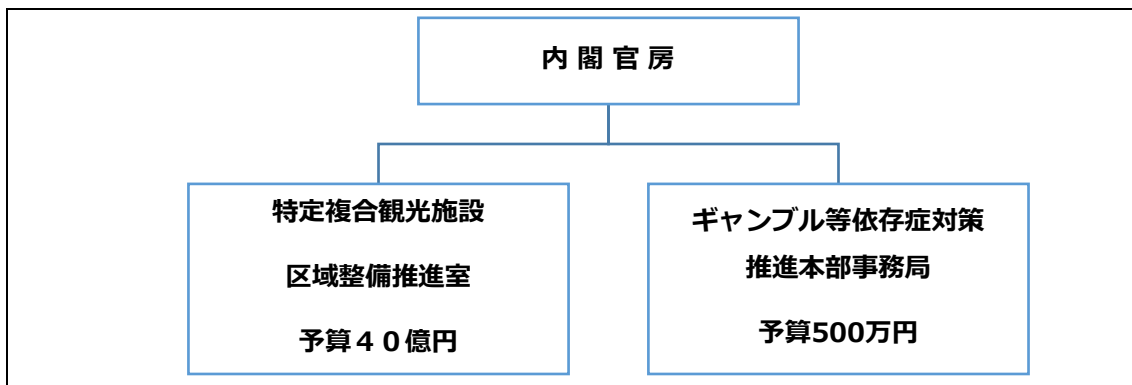 内 閣 官 房
特定複合観光施設
区域整備推進室
予算４０億円
ギャンブル等依存症対策
推進本部事務局
予算500万円